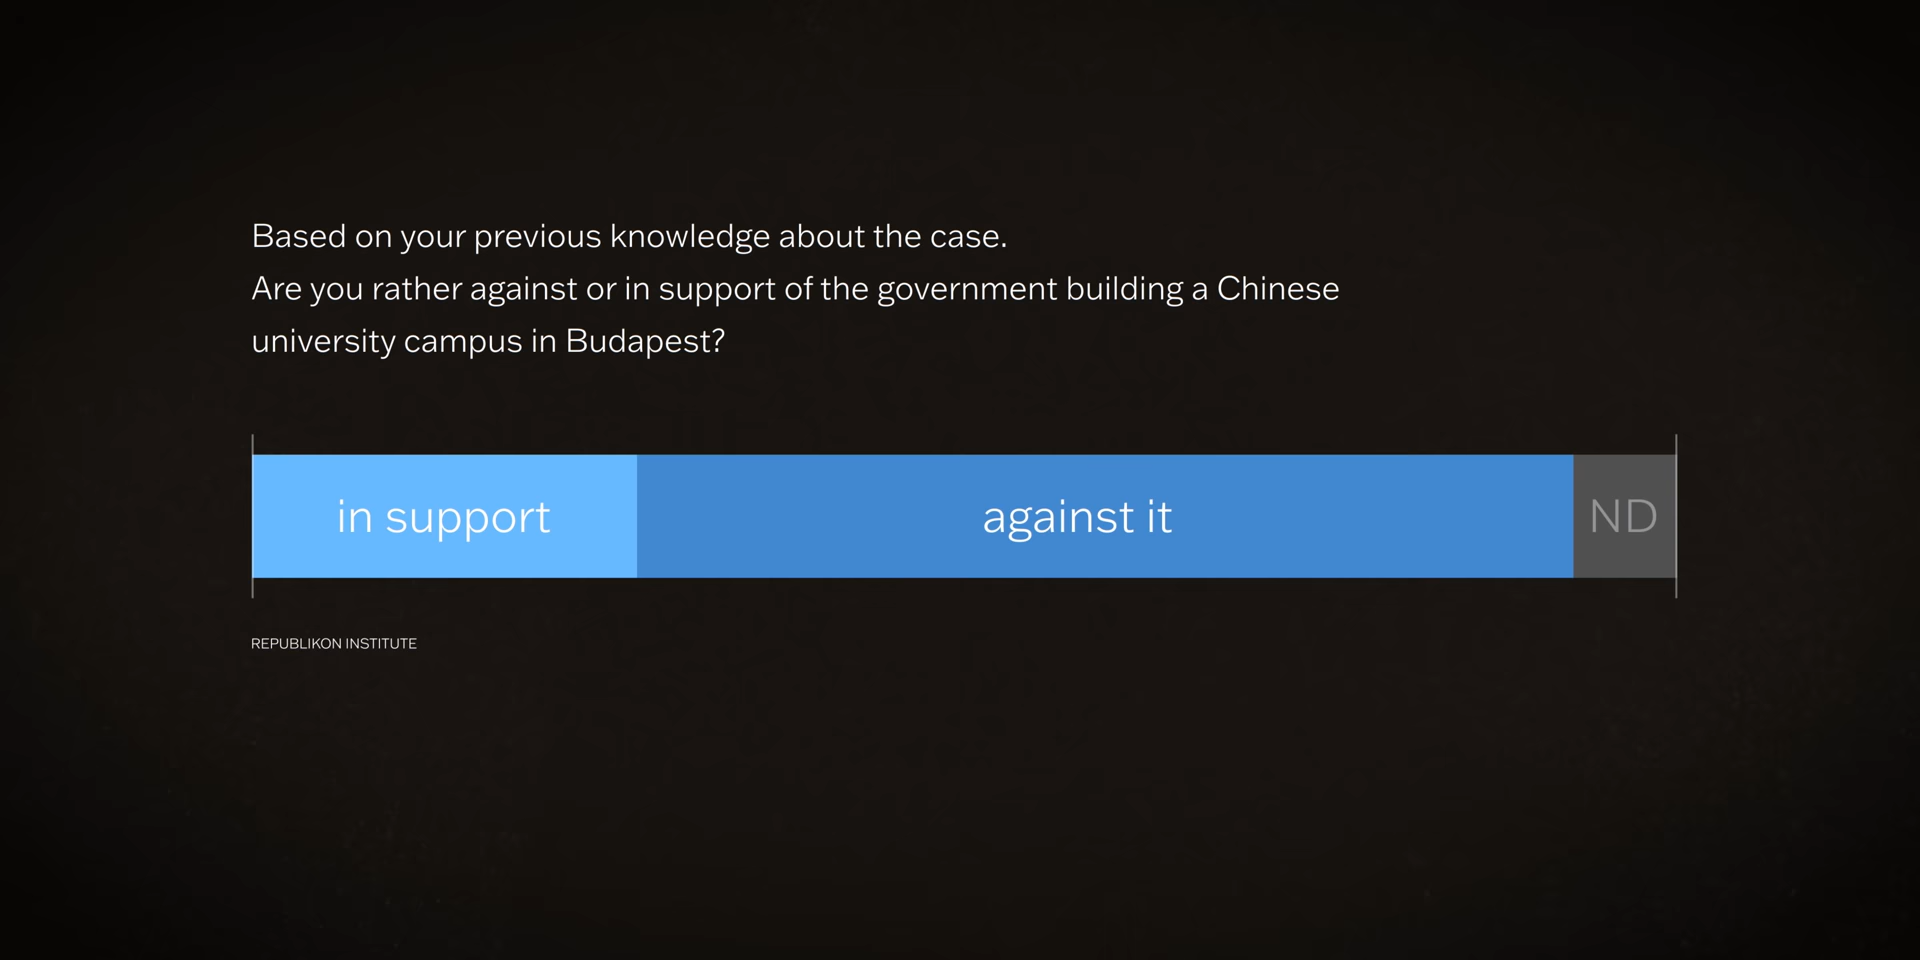 Based on your previous knowledge about the case.
Are you rather against or in support of the government building a Chinese
university campus in Budapest?
in support
against it
ND
REPUBLIKON INSTITUTE